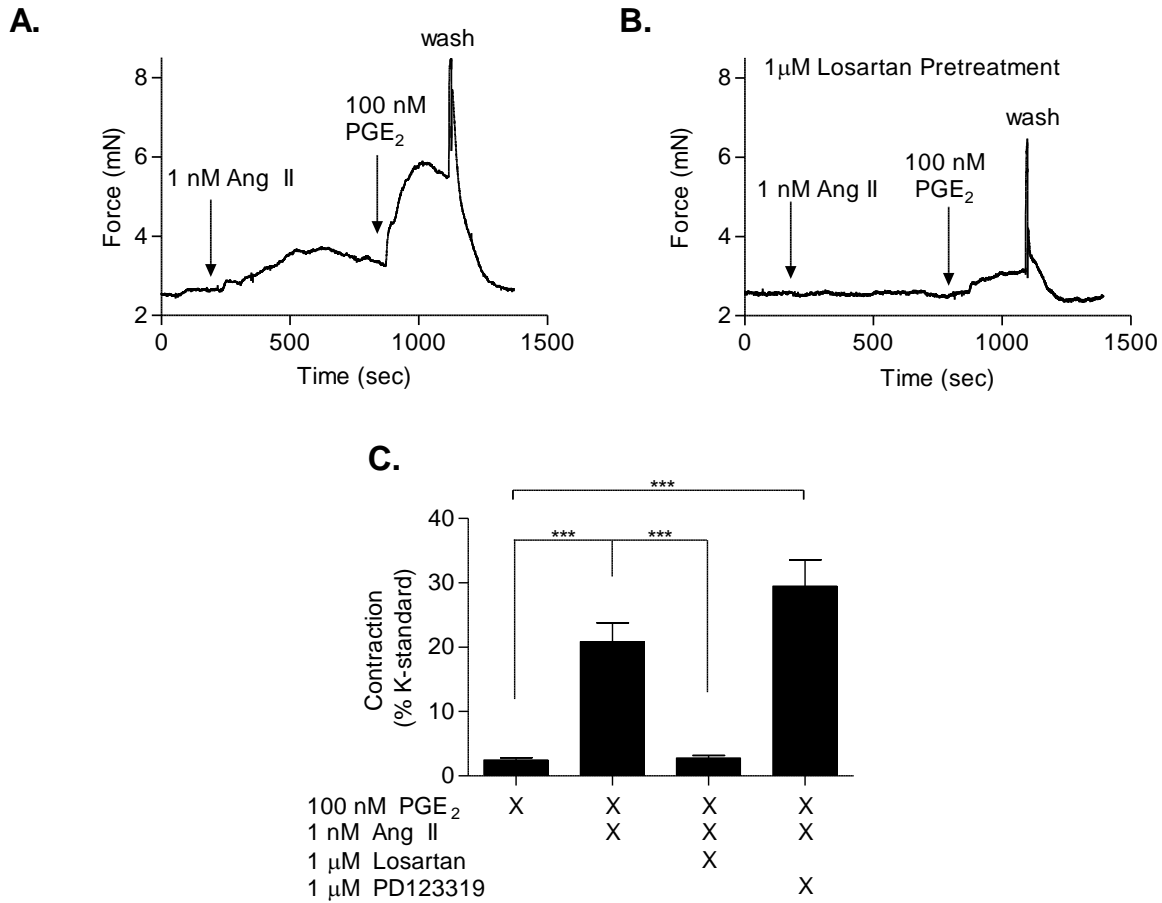 A.
wash
8
100 nM
PGE2
6
1 nM Ang II
Force (mN)
4
2
0
500
1000
1500
Time (sec)
B.
1μM Losartan Pretreatment
8
wash
6
100 nM
PGE2
1 nM Ang II
Force (mN)
4
2
0
500
1000
1500
Time (sec)
C.
***
40
***
***
30
20
10
0
Contraction
(% K-standard)
100 nM PGE2 X X X X
1 nM Ang II X X X
1 μM Losartan X
1 μM PD123319 X